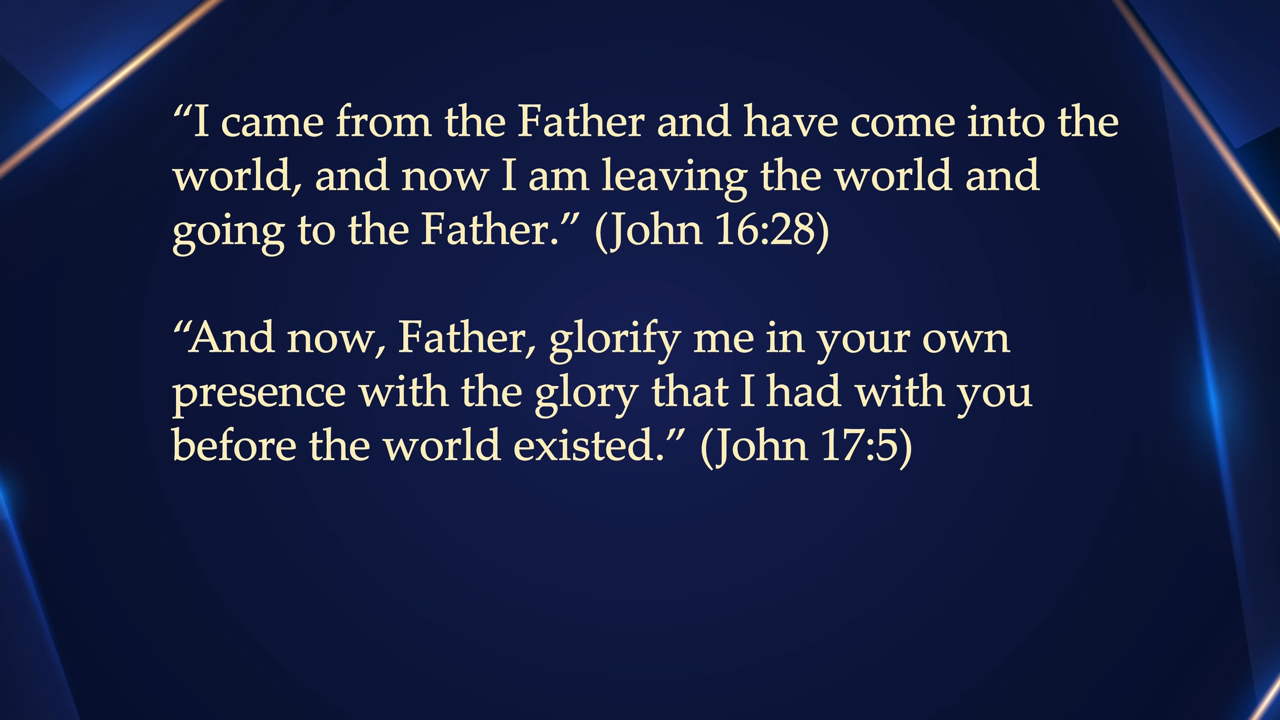 “I came from the Father and have come into the
world, and now I am leaving the world and
going to the Father.” (John 16:28)
“And now, Father, glorify me in your own
presence with the glory that I had with you
before the world existed.” (John 17:5)